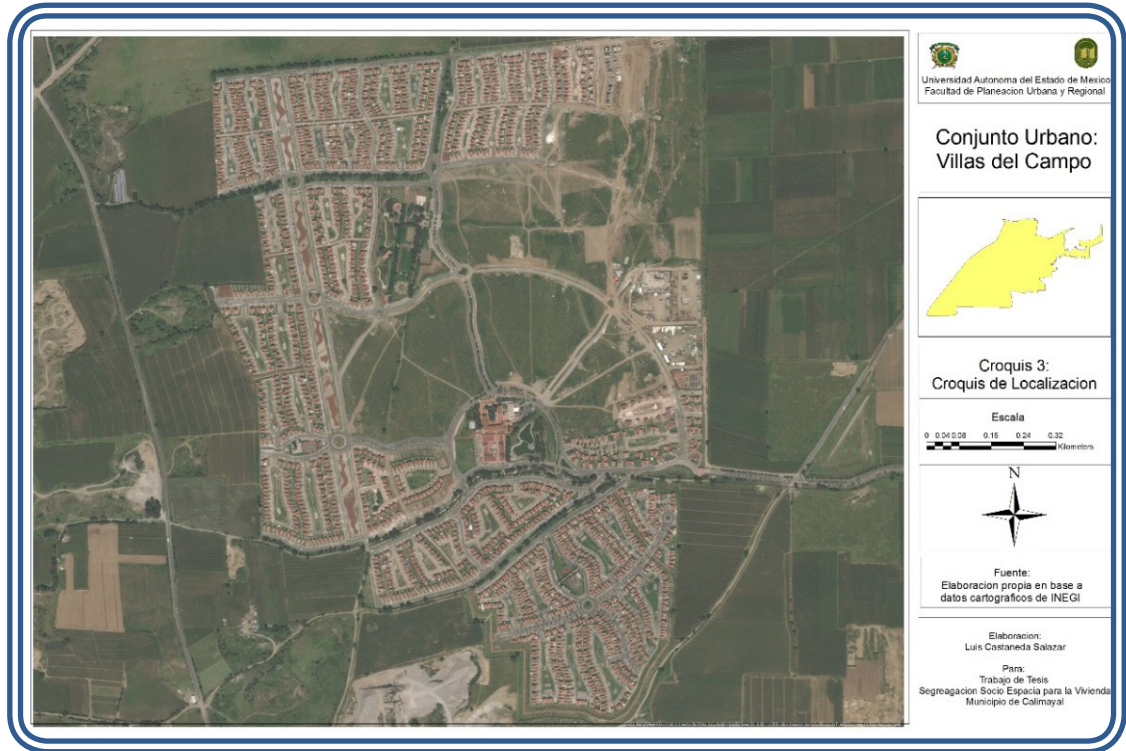 Universidad Autonoma del Estado de Mexico
Facultad de Planeacion Urbana y Regional
Conjunto Urbano:
Villas del Campo
Croquis 3:
Croquis de Localizacion
Escala
0 0.04 0.08 0.16 0.24 0.32
Kilometers
N
Fuente:
Elaboracion propia en base a
datos cartograficos de INEGI
Elaboracion:
Luis Castaneda Salazar
Para:
Trabajo de Tesis
Segreagacion Socio Espacia para la Vivienda
Municipio de Calimayal